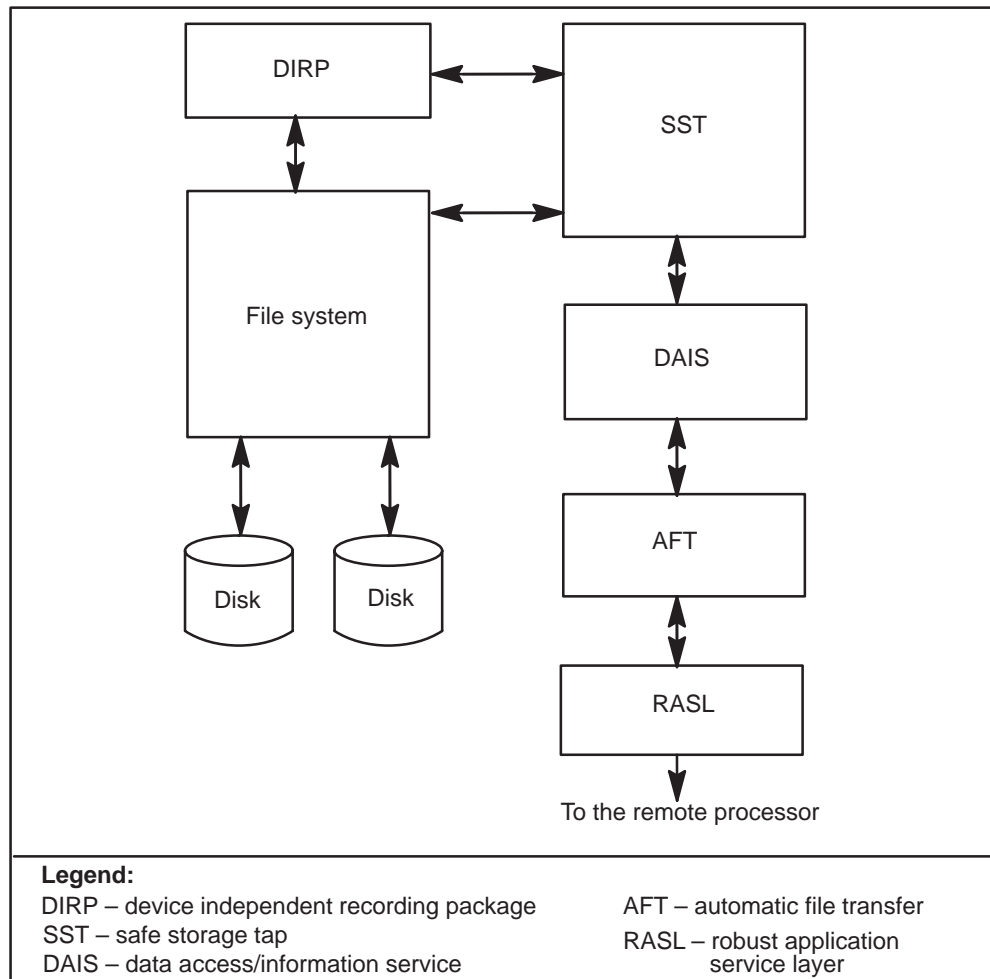 DIRP
SST
File system
DAIS
AFT
Disk
Disk
RASL
To the remote processor
Legend:
DIRP – device independent recording package
SST – safe storage tap
DAIS – data access/information service
AFT – automatic file transfer
RASL – robust application
service layer